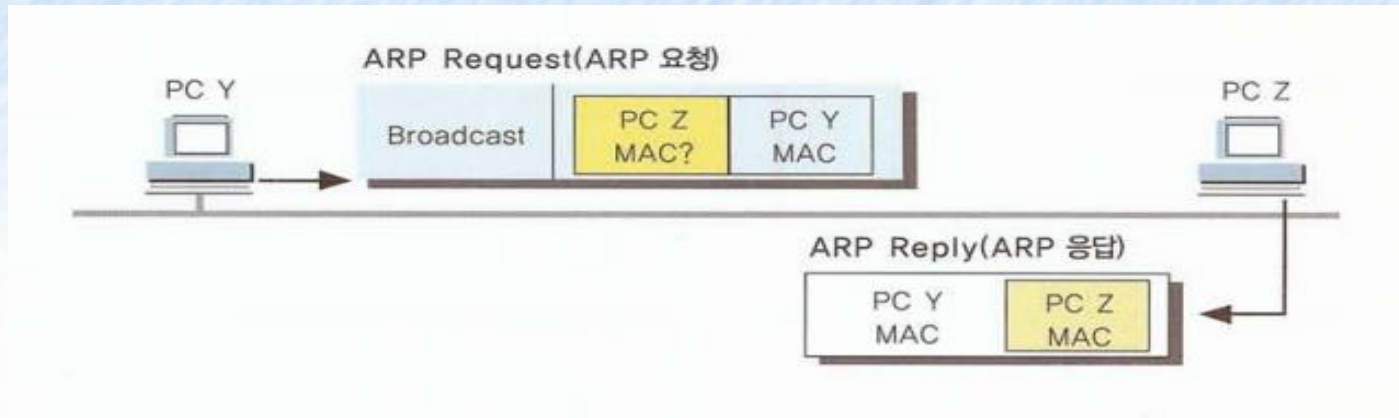 ARP Request(ARP 요청)
PC Y
Broadcast
PC Z
MAC?
PC Y
MAC
PC Z
ARP Reply(ARP 응답)
PC Y
MAC
PC Z
MAC